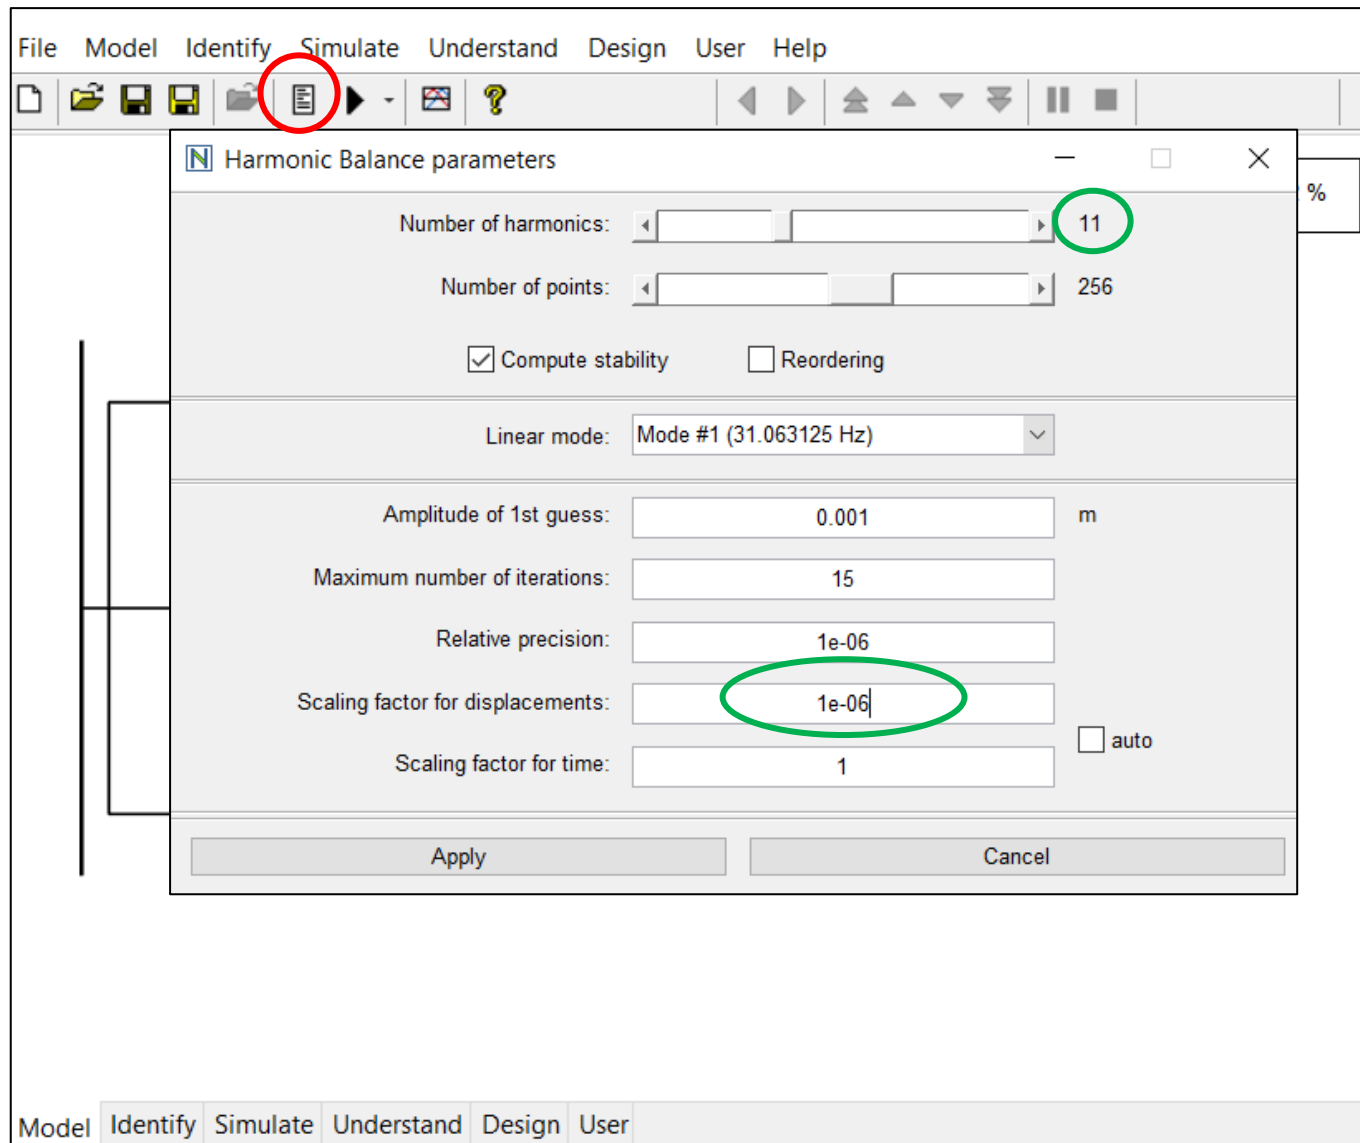 File Model Identify Simulate Understand Design User Help
Harmonic Balance parameters
%
Number of harmonics: 11
Number of points: 256
Compute stability Reordering
Linear mode: Mode #1 (31.063125 Hz)
Amplitude of 1st guess: 0.001 m
Maximum number of iterations: 15
Relative precision: 1e-06
Scaling factor for displacements: 1e-06
auto
Scaling factor for time: 1
Apply Cancel
Model Identify Simulate Understand Design User